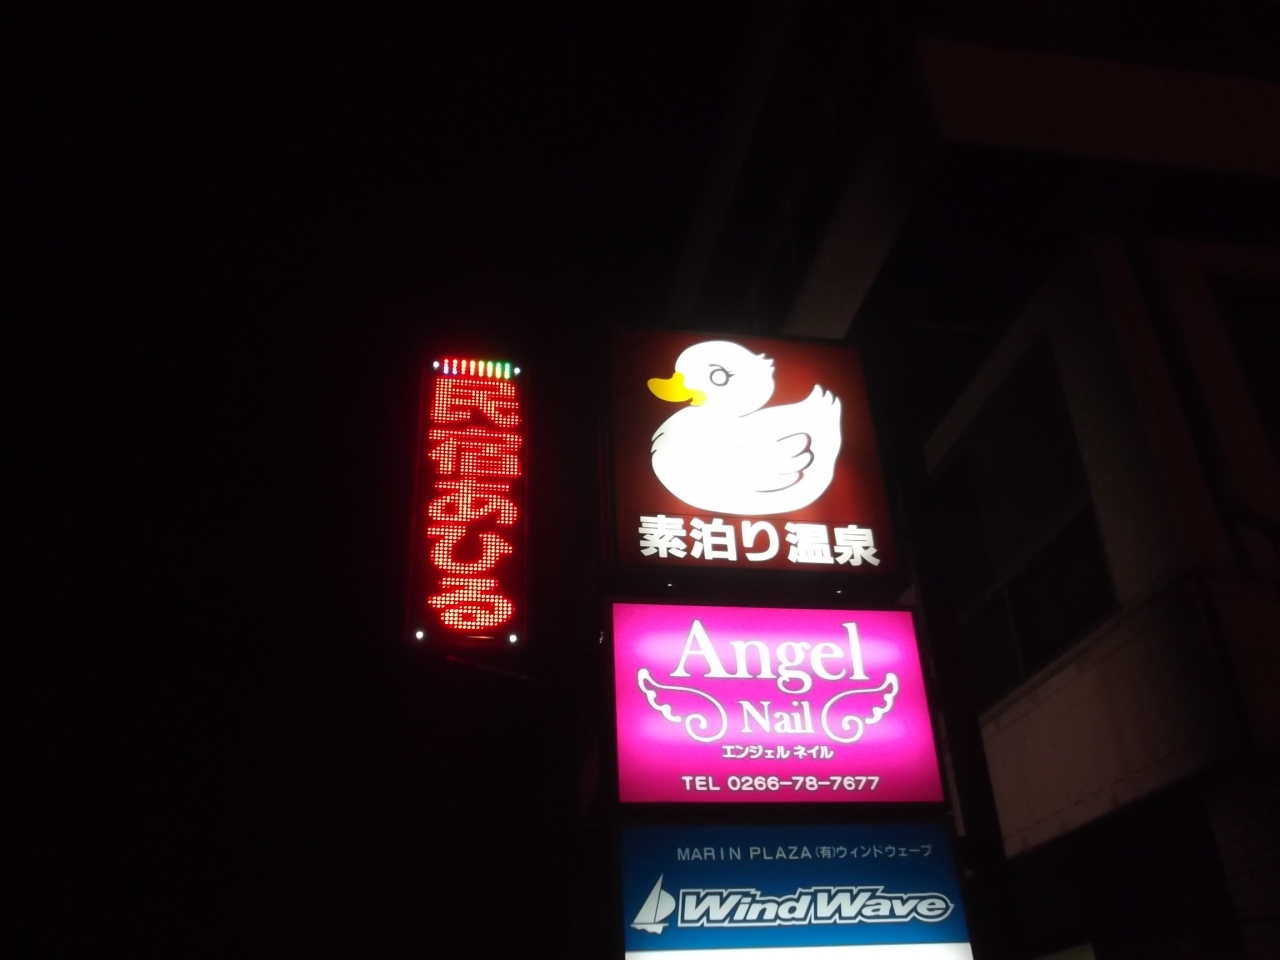 民宿あひる
素泊り温泉
Angel
Nail
エンジェル ネイル
TEL 0266-78-7677
MARIN PLAZA(有)ウィンドウェーブ
WindWave